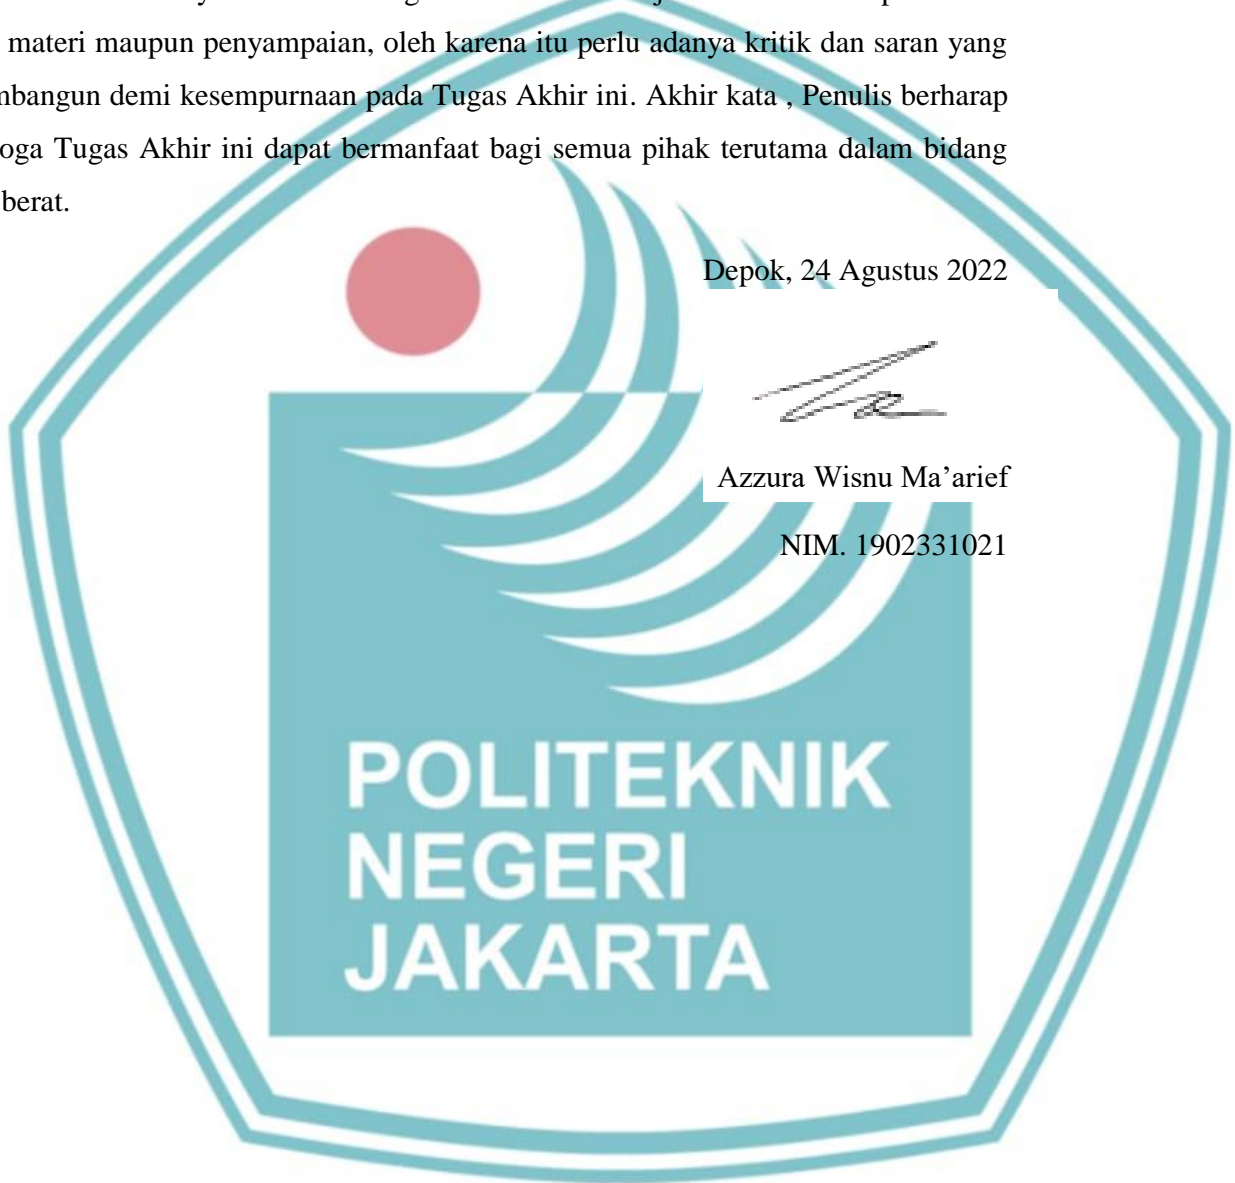 materi maupun penyampaian, oleh karena itu perlu adanya kritik dan saran yang
mbangun demi kesempurnaan pada Tugas Akhir ini. Akhir kata , Penulis berharap
oga Tugas Akhir ini dapat bermanfaat bagi semua pihak terutama dalam bidang
berat.
Depok, 24 Agustus 2022
Azzura Wisnu Ma’arief
NIM. 1902331021
POLITEKNIK
NEGERI
JAKARTA